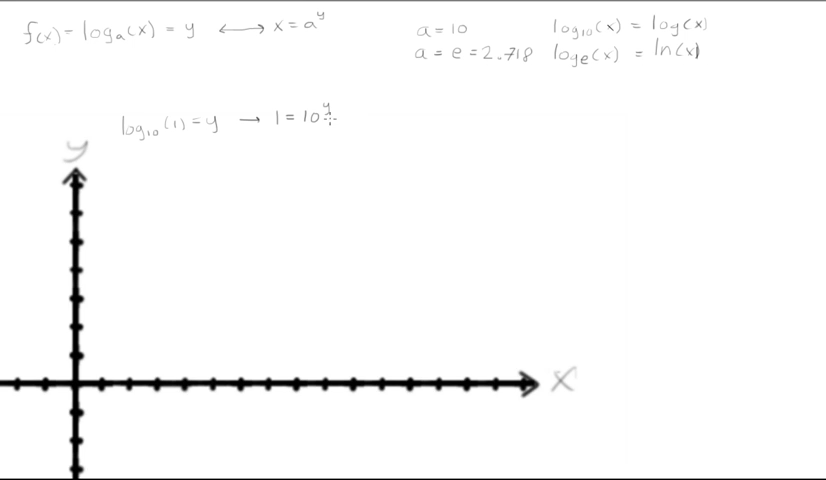 f(x) = logₐ(x) = y ⟷ x = a^y
a = 10 log₁₀(x) = log(x)
a = e = 2.718 logₑ(x) = ln(x)
log₁₀(1) = y → 1 = 10^y
y
x